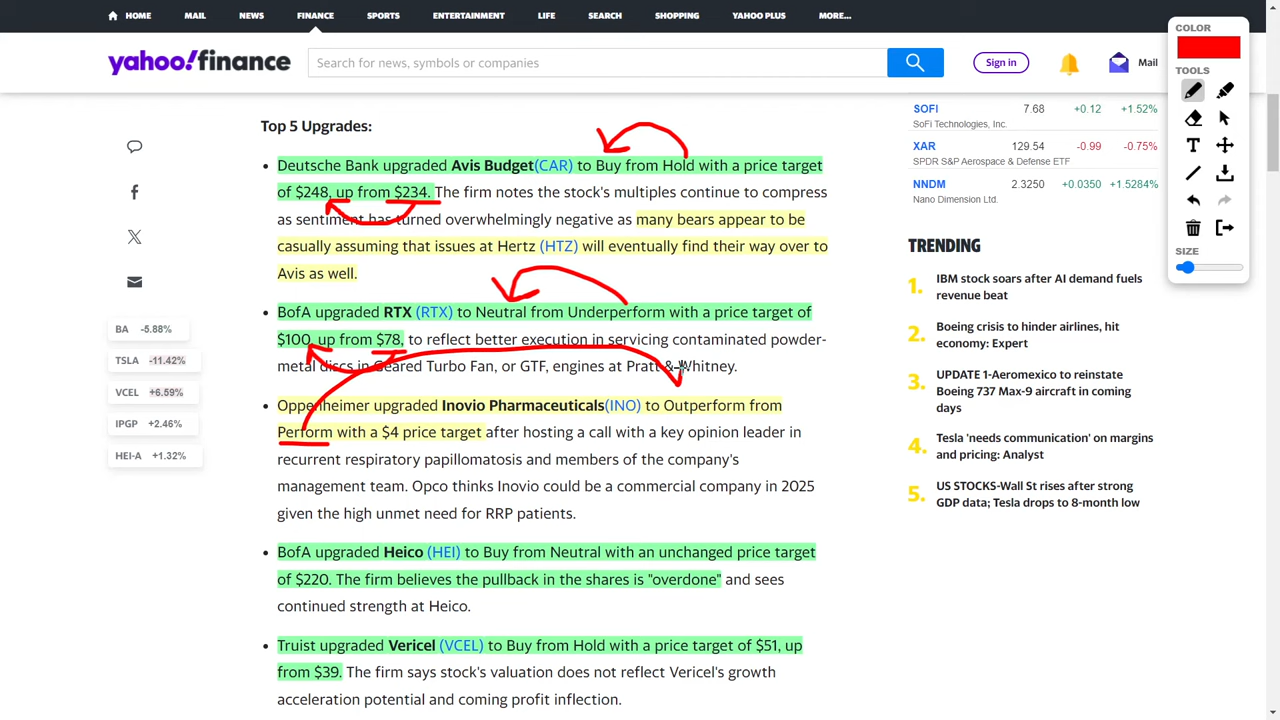 HOME MAIL NEWS FINANCE SPORTS ENTERTAINMENT LIFE SEARCH SHOPPING YAHOO PLUS MORE...
yahoo!finance
Search for news, symbols or companies
Sign in
Mail
COLOR
TOOLS
T
SIZE
Top 5 Upgrades:
• Deutsche Bank upgraded Avis Budget(CAR) to Buy from Hold with a price target
of $248, up from $234. The firm notes the stock's multiples continue to compress
as sentiment has turned overwhelmingly negative as many bears appear to be
casually assuming that issues at Hertz (HTZ) will eventually find their way over to
Avis as well.
• BofA upgraded RTX (RTX) to Neutral from Underperform with a price target of
$100, up from $78, to reflect better execution in servicing contaminated powder-
metal discs in Geared Turbo Fan, or GTF, engines at Pratt & Whitney.
• Oppenheimer upgraded Inovio Pharmaceuticals(INO) to Outperform from
Perform with a $4 price target after hosting a call with a key opinion leader in
recurrent respiratory papillomatosis and members of the company's
management team. Opco thinks Inovio could be a commercial company in 2025
given the high unmet need for RRP patients.
• BofA upgraded Heico (HEI) to Buy from Neutral with an unchanged price target
of $220. The firm believes the pullback in the shares is "overdone" and sees
continued strength at Heico.
• Truist upgraded Vericel (VCEL) to Buy from Hold with a price target of $51, up
from $39. The firm says stock's valuation does not reflect Vericel's growth
acceleration potential and coming profit inflection.
BA -5.88%
TSLA -11.42%
VCEL +6.59%
IPGP +2.46%
HEI-A +1.32%
SOFI 7.68 +0.12 +1.52%
SoFi Technologies, Inc.
XAR 129.54 -0.99 -0.75%
SPDR S&P Aerospace & Defense ETF
NNDM 2.3250 +0.0350 +1.5284%
Nano Dimension Ltd.
TRENDING
1. IBM stock soars after AI demand fuels
revenue beat
2. Boeing crisis to hinder airlines, hit
economy: Expert
3. UPDATE 1-Aeromexico to reinstate
Boeing 737 Max-9 aircraft in coming
days
4. Tesla 'needs communication' on margins
and pricing: Analyst
5. US STOCKS-Wall St rises after strong
GDP data; Tesla drops to 8-month low